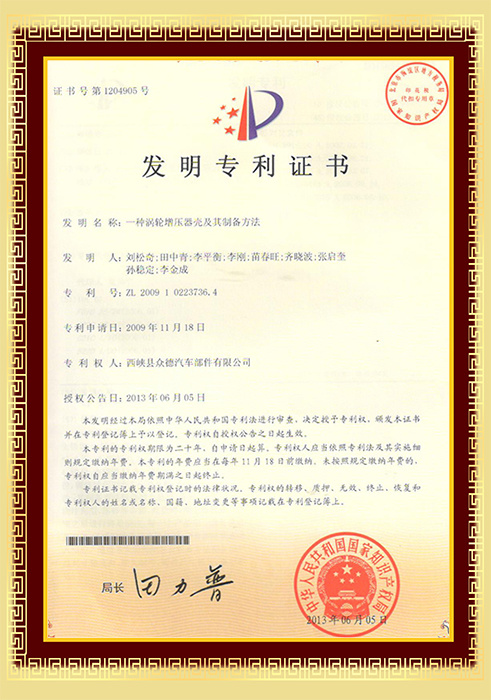 证书号第1204905号
印花税
代扣专用章
发明专利证书
发明名称：一种涡轮增压器壳及其制备方法
发明人：刘松奇;田中青;李平衡;李刚;苗春旺;齐晓波;张启奎
孙稳定;李金成
专利号：ZL 2009 1 0223736.4
专利申请日：2009年11月18日
专利权人：西峡县众德汽车部件有限公司
授权公告日：2013年06月05日
本发明经过本局依照中华人民共和国专利法进行审查，决定授予专利权，颁发本证书
并在专利登记簿上予以登记。专利权自授权公告之日起生效。
本专利的专利权期限为二十年，自申请日起算。专利权人应当依照专利法及其实施细
则规定缴纳年费。本专利的年费应当在每年11月18日前缴纳。未按照规定缴纳年费的，
专利权自应当缴纳年费期满之日起终止。
专利证书记载专利权登记时的法律状况。专利权的转移、质押、无效、终止、恢复和
专利权人的姓名或名称、国籍、地址变更等事项记载在专利登记簿上。
局长 田力普
中华人民共和国国家知识产权局
2013年06月05日